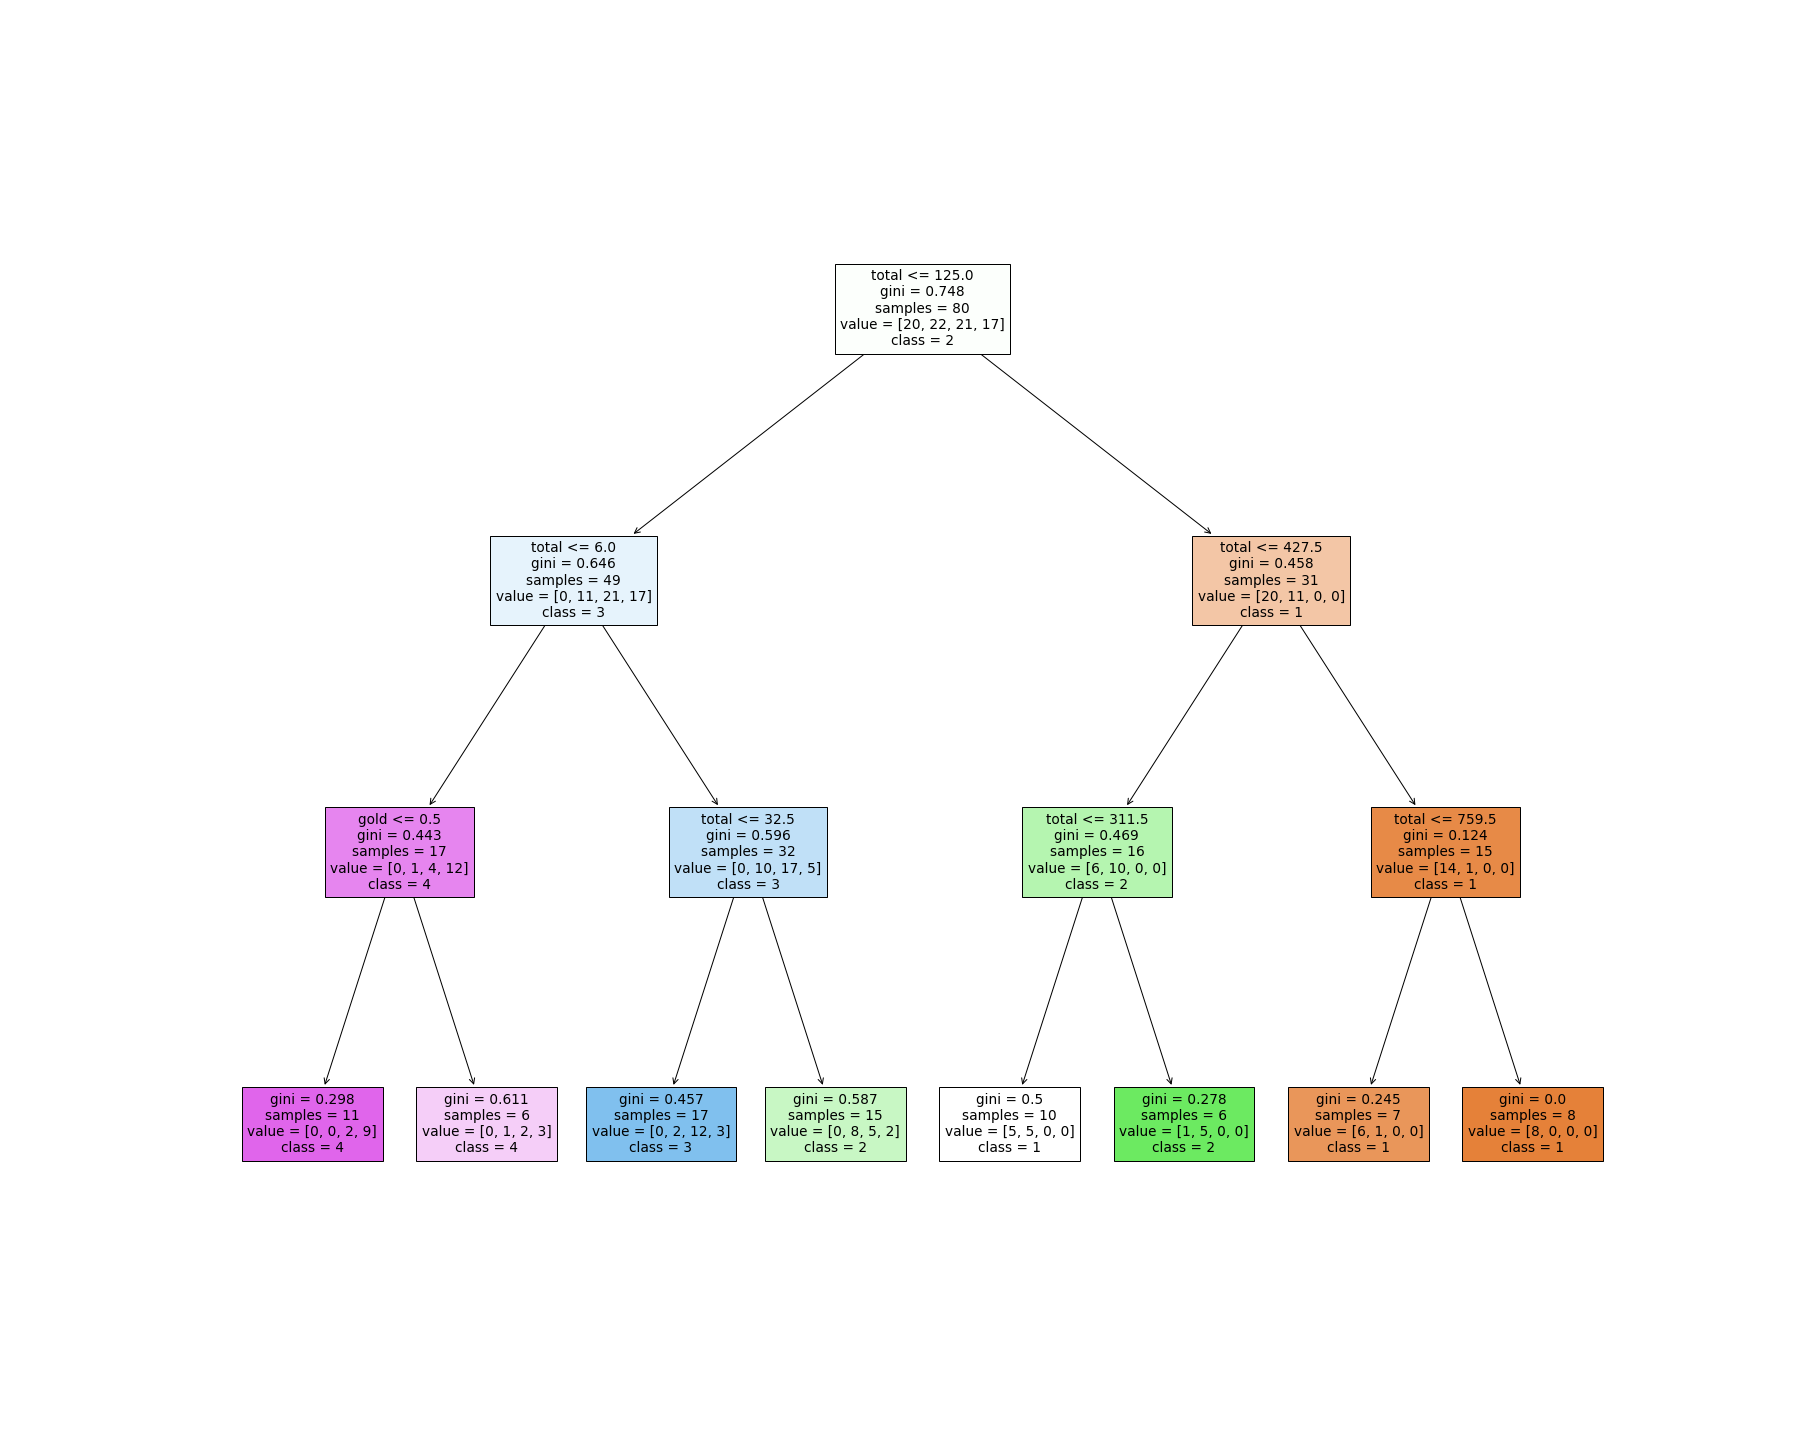 total <= 125.0
gini = 0.748
samples = 80
value = [20, 22, 21, 17]
class = 2
total <= 6.0
gini = 0.646
samples = 49
value = [0, 11, 21, 17]
class = 3
total <= 427.5
gini = 0.458
samples = 31
value = [20, 11, 0, 0]
class = 1
gold <= 0.5
gini = 0.443
samples = 17
value = [0, 1, 4, 12]
class = 4
total <= 32.5
gini = 0.596
samples = 32
value = [0, 10, 17, 5]
class = 3
total <= 311.5
gini = 0.469
samples = 16
value = [6, 10, 0, 0]
class = 2
total <= 759.5
gini = 0.124
samples = 15
value = [14, 1, 0, 0]
class = 1
gini = 0.298
samples = 11
value = [0, 0, 2, 9]
class = 4
gini = 0.611
samples = 6
value = [0, 1, 2, 3]
class = 4
gini = 0.457
samples = 17
value = [0, 2, 12, 3]
class = 3
gini = 0.587
samples = 15
value = [0, 8, 5, 2]
class = 2
gini = 0.5
samples = 10
value = [5, 5, 0, 0]
class = 1
gini = 0.278
samples = 6
value = [1, 5, 0, 0]
class = 2
gini = 0.245
samples = 7
value = [6, 1, 0, 0]
class = 1
gini = 0.0
samples = 8
value = [8, 0, 0, 0]
class = 1